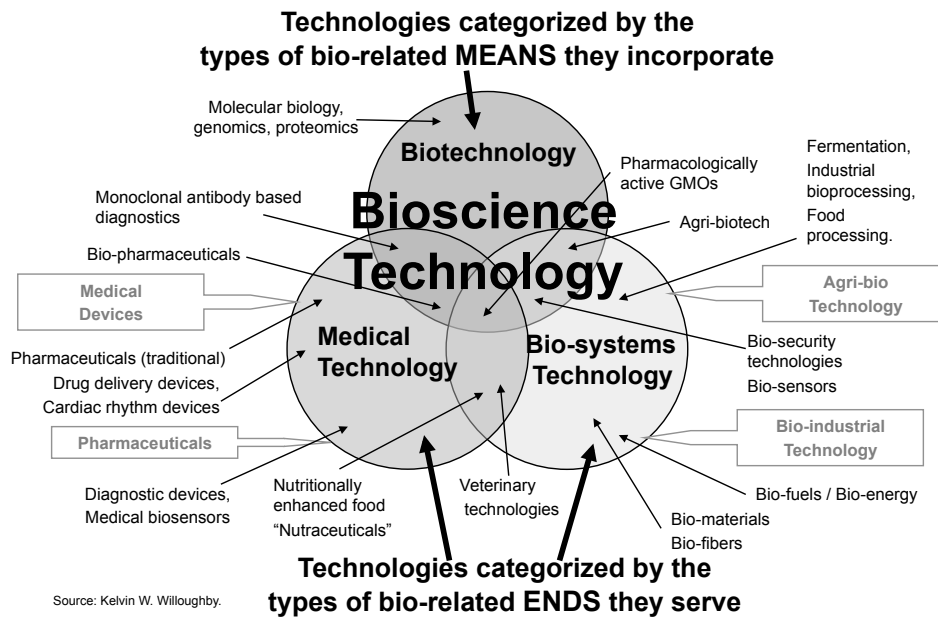 Technologies categorized by the
types of bio-related MEANS they incorporate
Molecular biology,
genomics, proteomics
Biotechnology
Fermentation,
Industrial
bioprocessing,
Food
processing.
Pharmacologically
active GMOs
Monoclonal antibody based
diagnostics
Bioscience
Technology
Agri-biotech
Bio-pharmaceuticals
Medical
Devices
Agri-bio
Technology
Medical
Technology
Bio-systems
Technology
Pharmaceuticals (traditional)
Drug delivery devices,
Cardiac rhythm devices
Bio-security
technologies
Bio-sensors
Pharmaceuticals
Bio-industrial
Technology
Diagnostic devices,
Medical biosensors
Nutritionally
enhanced food
“Nutraceuticals”
Veterinary
technologies
Bio-fuels / Bio-energy
Bio-materials
Bio-fibers
Technologies categorized by the
types of bio-related ENDS they serve
Source: Kelvin W. Willoughby.